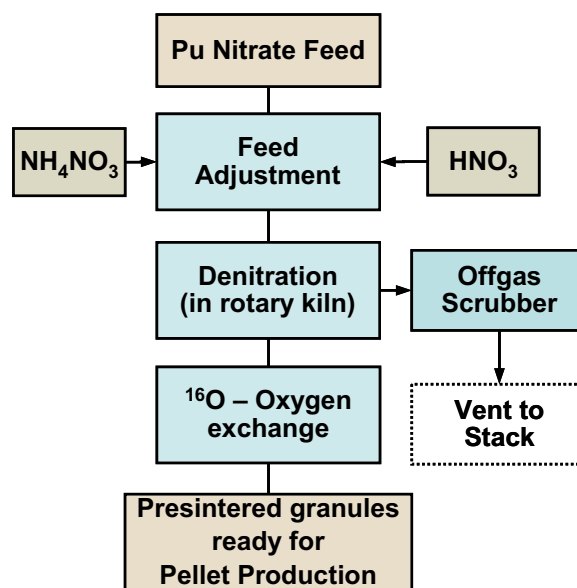 Pu Nitrate Feed
NH₄NO₃
Feed
Adjustment
HNO₃
Denitration
(in rotary kiln)
Offgas
Scrubber
¹⁶O – Oxygen
exchange
Vent to
Stack
Presintered granules
ready for
Pellet Production